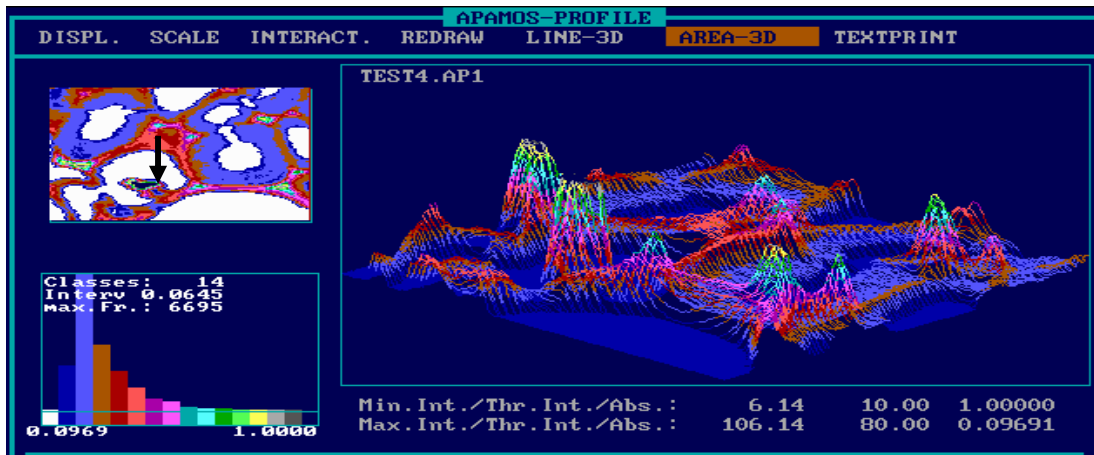 APAMOS-PROFILE
DISPL. SCALE INTERACT. REDRAW LINE-3D AREA-3D TEXTPRINT
TEST4.AP1
Classes: 14
Interv 0.0645
max.Fr.: 6695
0.0969 1.0000
Min.Int./Thr.Int./Abs.: 6.14 10.00 1.00000
Max.Int./Thr.Int./Abs.: 106.14 80.00 0.09691